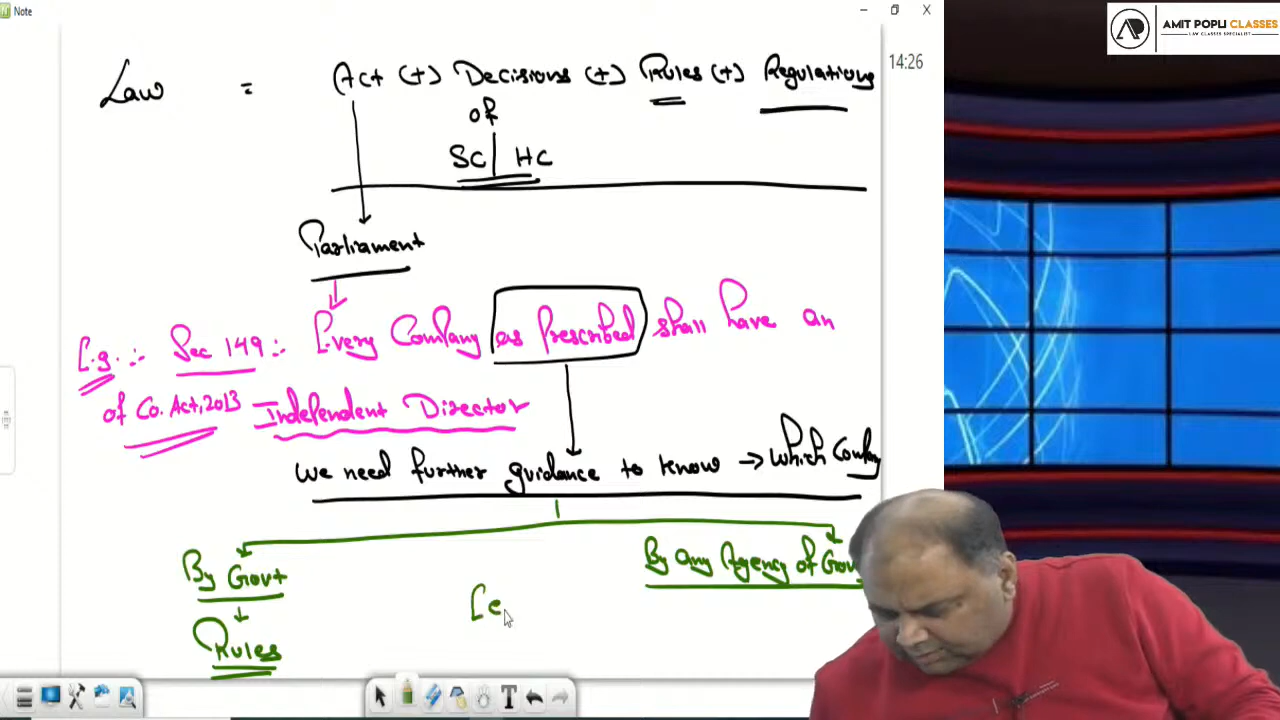 Note
AMIT POPLI CLASSES
LAW CLASSES SPECIALIST
14:26
Law = Act (+) Decisions (+) Rules (+) Regulations
of
SC | HC
Parliament
E.g. :- Sec 149 :- Every Company as prescribed shall have an
of Co. Act, 2013 Independent Director
We need further guidance to know → which Company
By Govt
By any Agency of Gov
Rules
[e
T